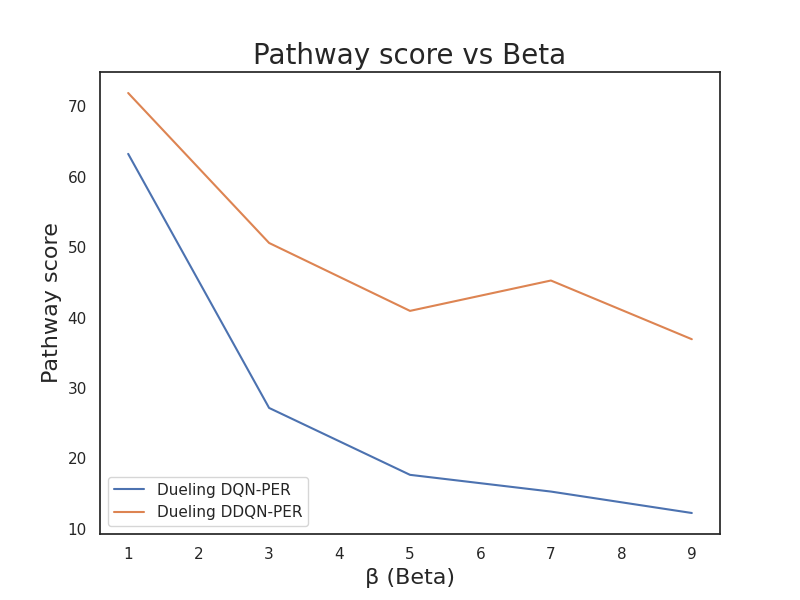 Pathway score vs Beta
Pathway score
70
60
50
40
30
20
10
Dueling DQN-PER
Dueling DDQN-PER
1 2 3 4 5 6 7 8 9
β (Beta)